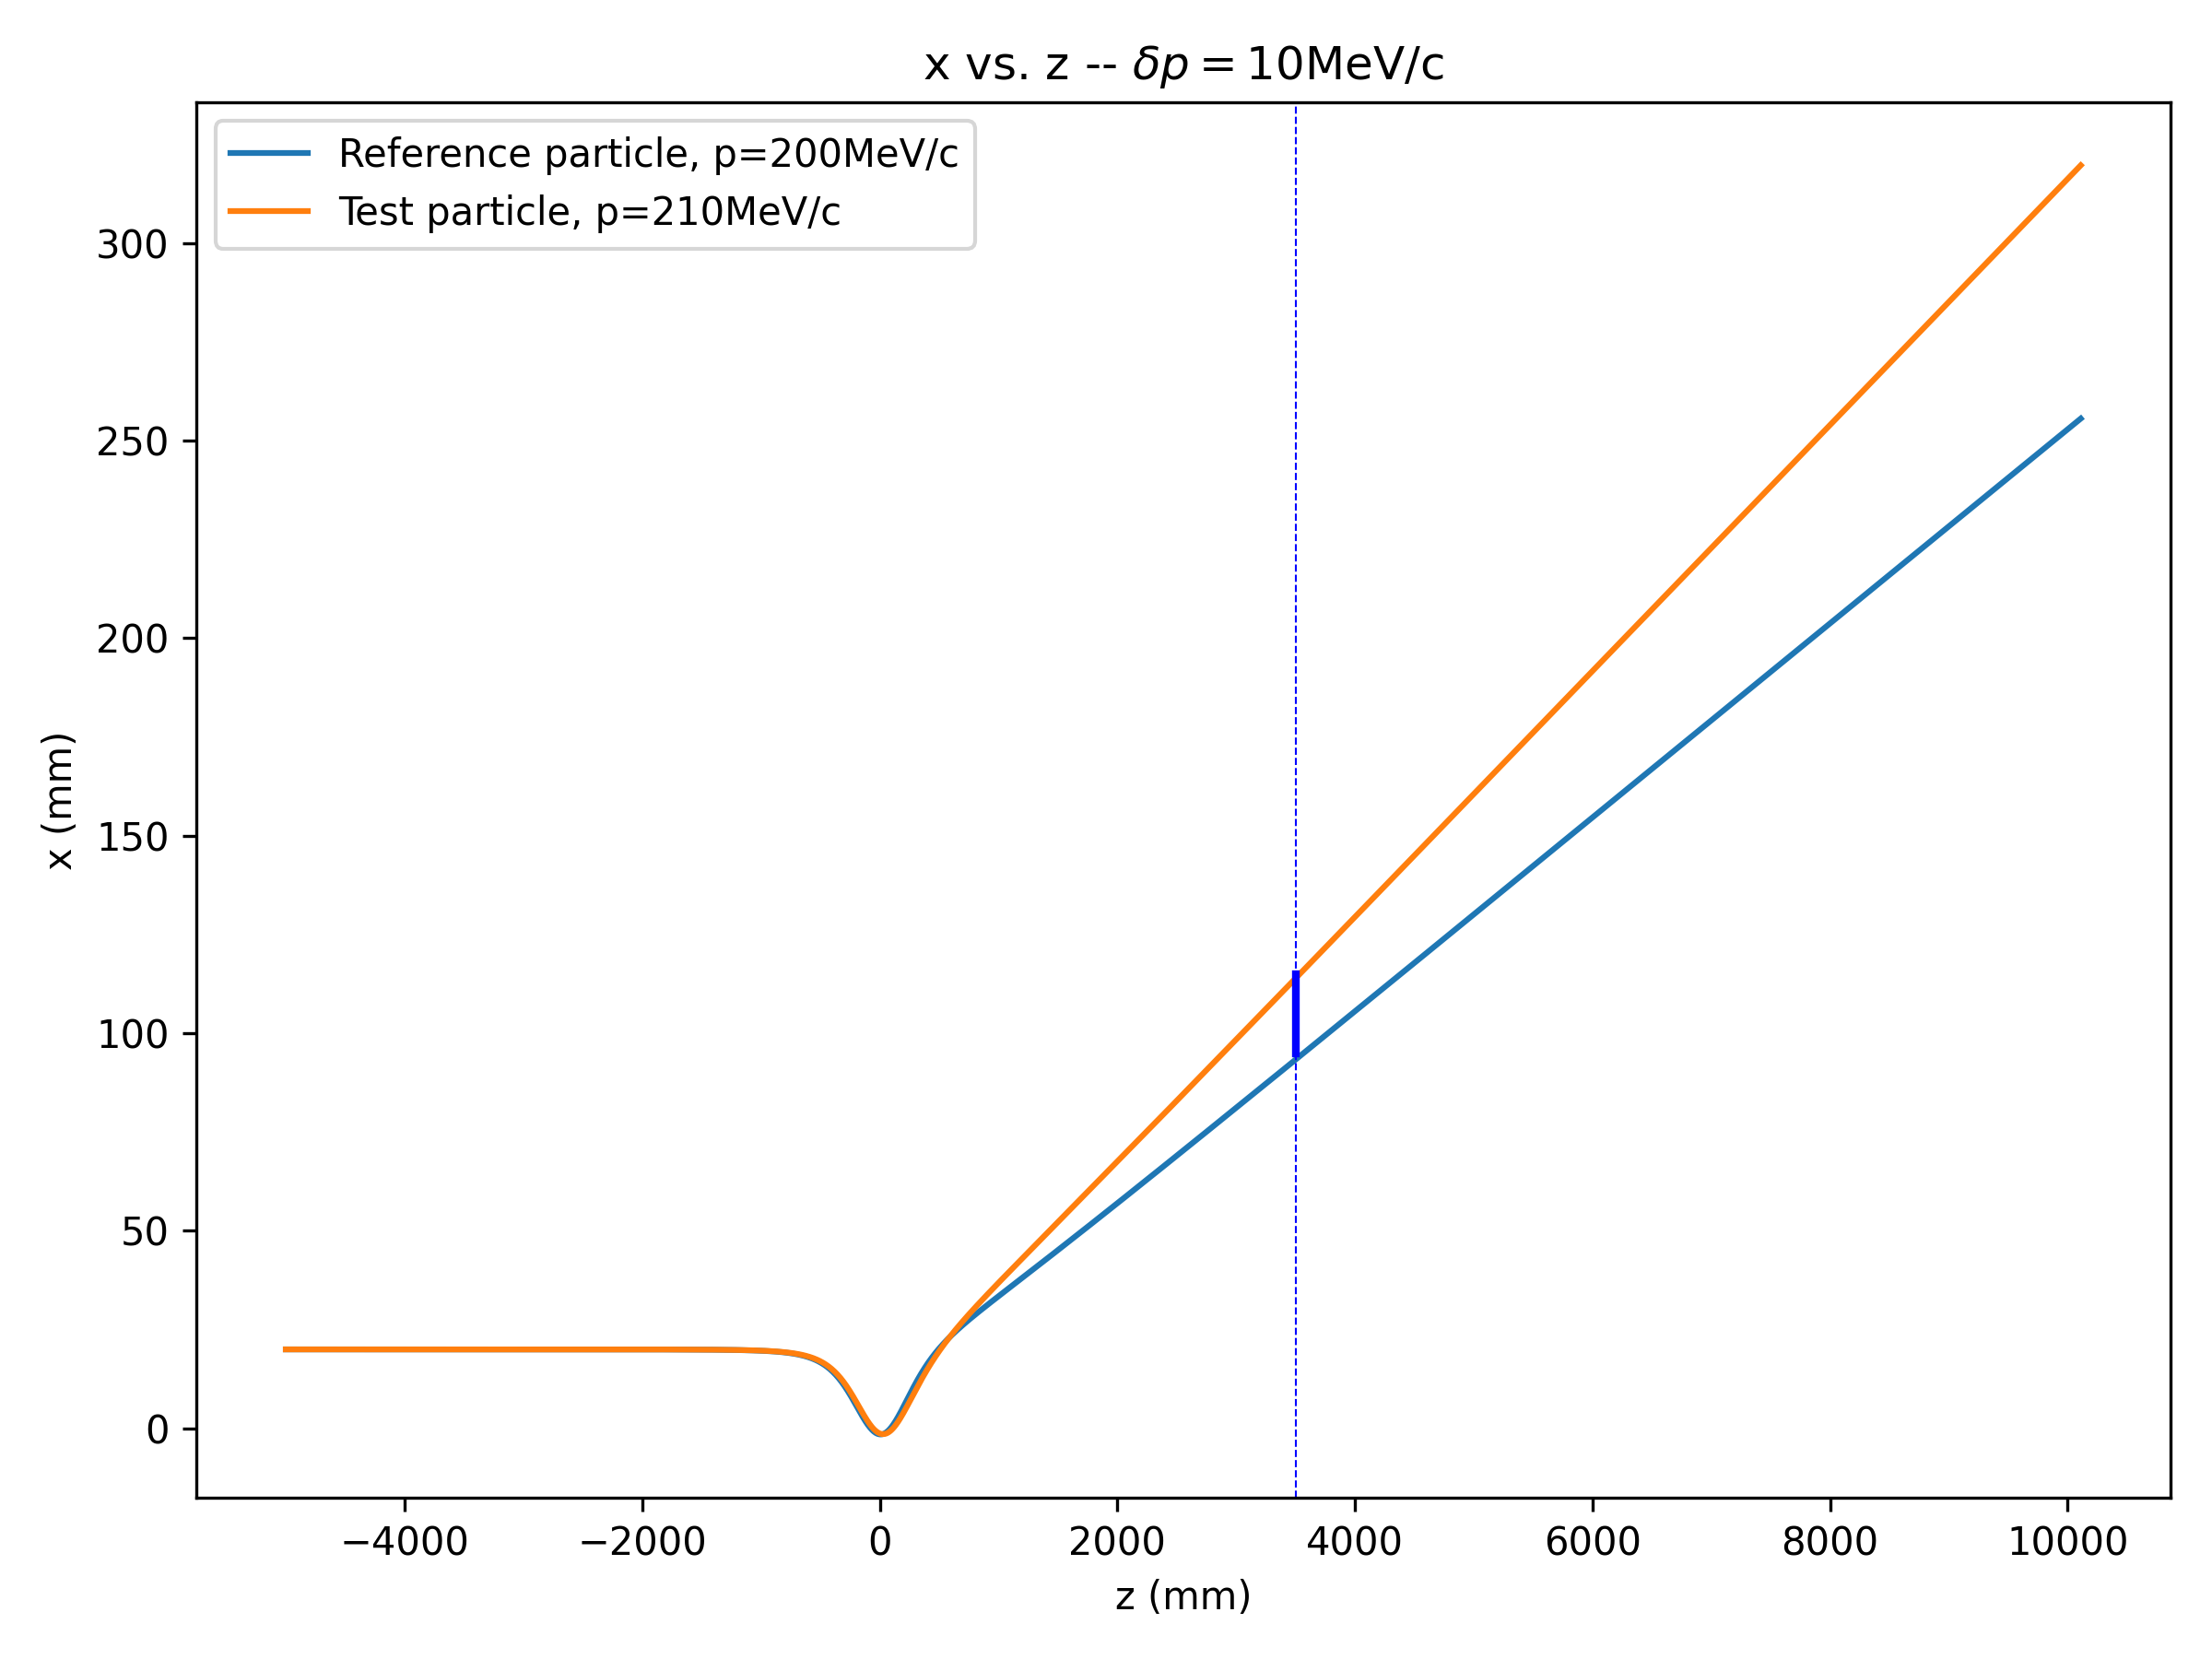 x vs. z -- δp = 10MeV/c
Reference particle, p=200MeV/c
Test particle, p=210MeV/c
300
250
200
150
100
50
0
x (mm)
−4000 −2000 0 2000 4000 6000 8000 10000
z (mm)